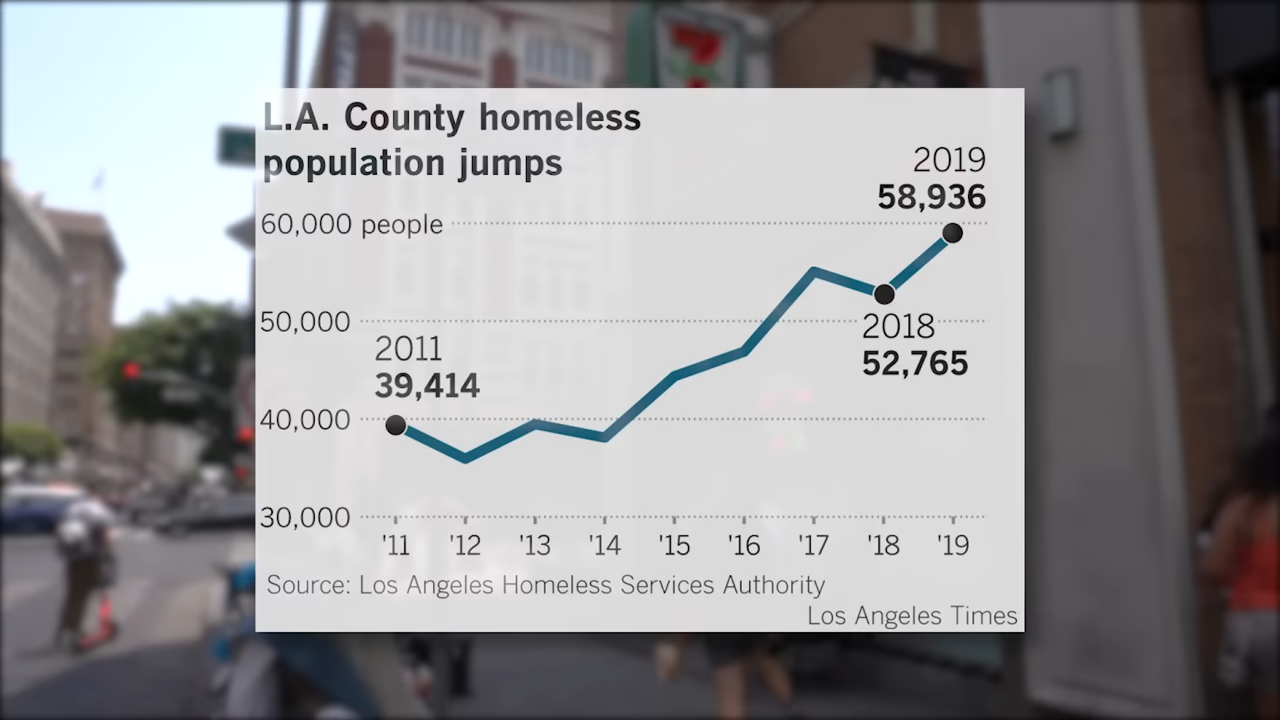 L.A. County homeless
population jumps
2019
58,936
60,000 people
50,000
2018
52,765
2011
39,414
40,000
30,000
'11 '12 '13 '14 '15 '16 '17 '18 '19
Source: Los Angeles Homeless Services Authority
Los Angeles Times
7